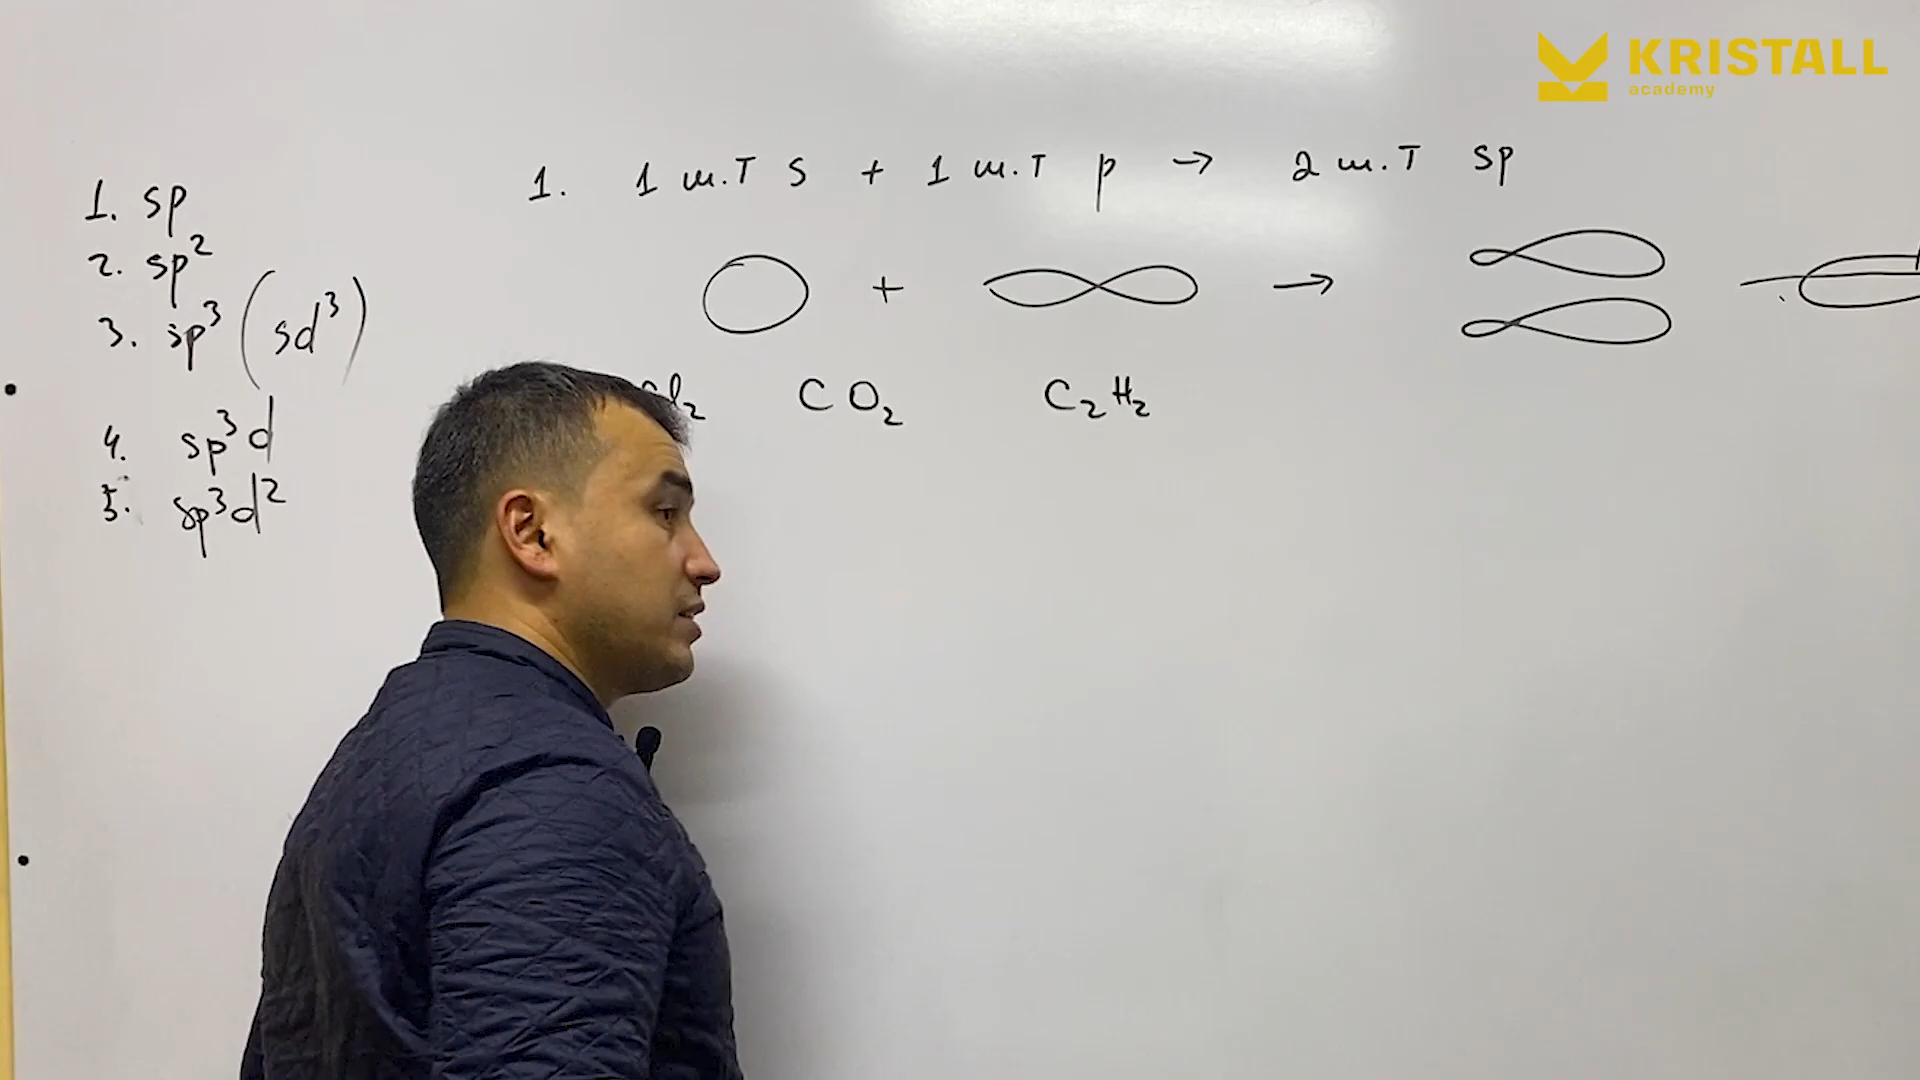 KRISTALL
academy
1. sp
2. sp²
3. sp³ (sd³)
4. sp³d
5. sp³d²
1. 1 ш.т s + 1 ш.т p → 2 ш.т sp
+ →
CO₂ C₂H₂